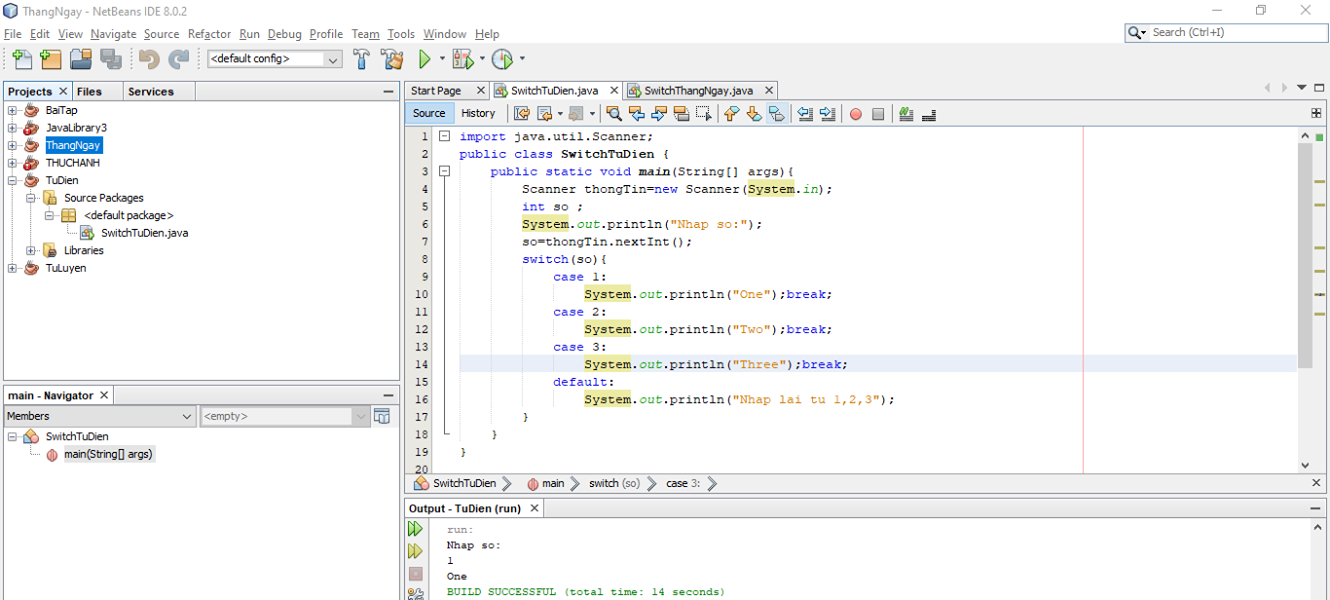 ThangNgay - NetBeans IDE 8.0.2
File Edit View Navigate Source Refactor Run Debug Profile Team Tools Window Help
Search (Ctrl+I)
<default config>
Projects Files Services
BaiTap
JavaLibrary3
ThangNgay
THUCHANH
TuDien
Source Packages
<default package>
SwitchTuDien.java
Libraries
TuLuyen
main - Navigator
Members <empty>
SwitchTuDien
main(String[] args)
Start Page SwitchTuDien.java SwitchThangNgay.java
Source History
1 import java.util.Scanner;
2 public class SwitchTuDien {
3 public static void main(String[] args){
4 Scanner thongTin=new Scanner(System.in);
5 int so ;
6 System.out.println("Nhap so:");
7 so=thongTin.nextInt();
8 switch(so){
9 case 1:
10 System.out.println("One");break;
11 case 2:
12 System.out.println("Two");break;
13 case 3:
14 System.out.println("Three");break;
15 default:
16 System.out.println("Nhap lai tu 1,2,3");
17 }
18 }
19 }
20
SwitchTuDien main switch (so) case 3:
Output - TuDien (run)
run:
Nhap so:
1
One
BUILD SUCCESSFUL (total time: 14 seconds)